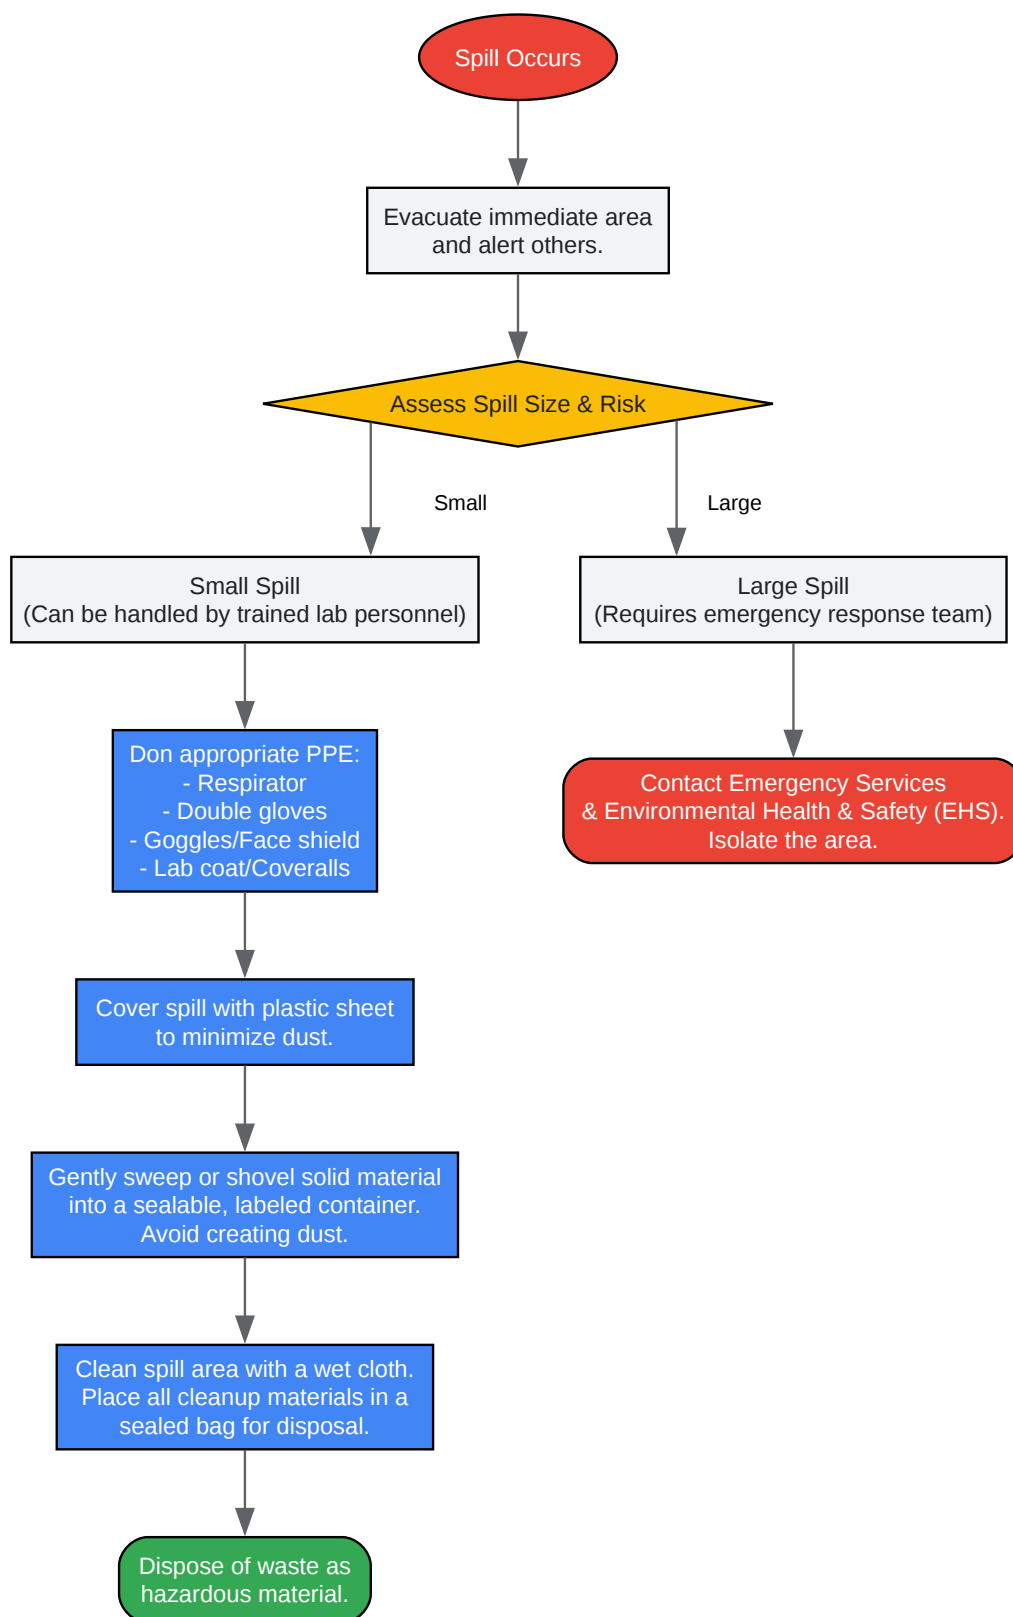 Spill Occurs
Evacuate immediate area
and alert others.
Assess Spill Size & Risk
Small
Large
Small Spill
(Can be handled by trained lab personnel)
Large Spill
(Requires emergency response team)
Don appropriate PPE:
- Respirator
- Double gloves
- Goggles/Face shield
- Lab coat/Coveralls
Contact Emergency Services
& Environmental Health & Safety (EHS).
Isolate the area.
Cover spill with plastic sheet
to minimize dust.
Gently sweep or shovel solid material
into a sealable, labeled container.
Avoid creating dust.
Clean spill area with a wet cloth.
Place all cleanup materials in a
sealed bag for disposal.
Dispose of waste as
hazardous material.